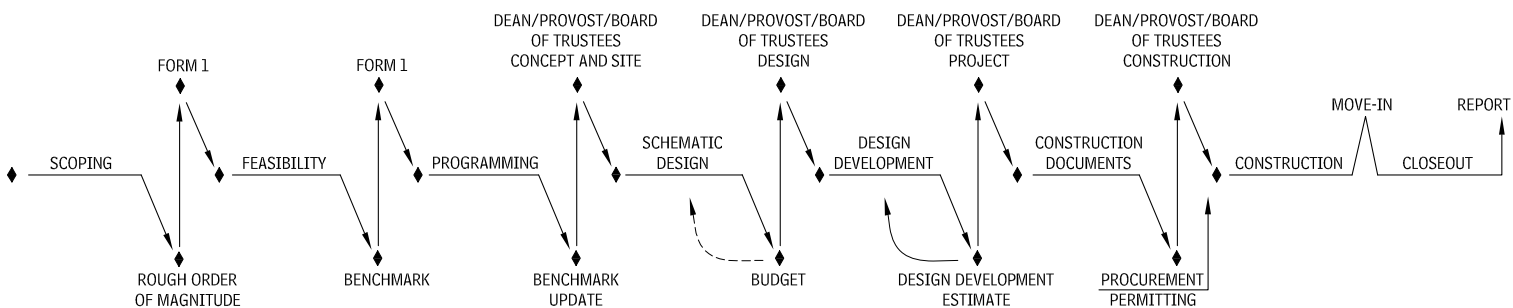 DEAN/PROVOST/BOARD
OF TRUSTEES
CONCEPT AND SITE
DEAN/PROVOST/BOARD
OF TRUSTEES
DESIGN
DEAN/PROVOST/BOARD
OF TRUSTEES
PROJECT
DEAN/PROVOST/BOARD
OF TRUSTEES
CONSTRUCTION
FORM 1
FORM 1
MOVE-IN
REPORT
SCOPING
FEASIBILITY
PROGRAMMING
SCHEMATIC
DESIGN
DESIGN
DEVELOPMENT
CONSTRUCTION
DOCUMENTS
CONSTRUCTION
CLOSEOUT
ROUGH ORDER
OF MAGNITUDE
BENCHMARK
BENCHMARK
UPDATE
BUDGET
DESIGN DEVELOPMENT
ESTIMATE
PROCUREMENT
PERMITTING